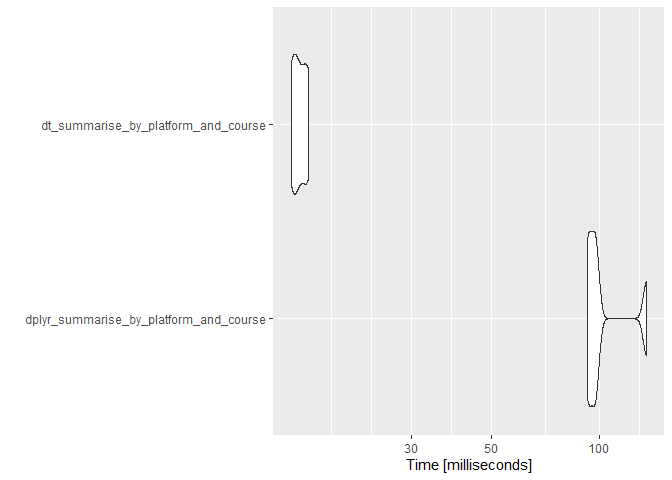 dt_summarise_by_platform_and_course
dplyr_summarise_by_platform_and_course
30 50 100
Time [milliseconds]